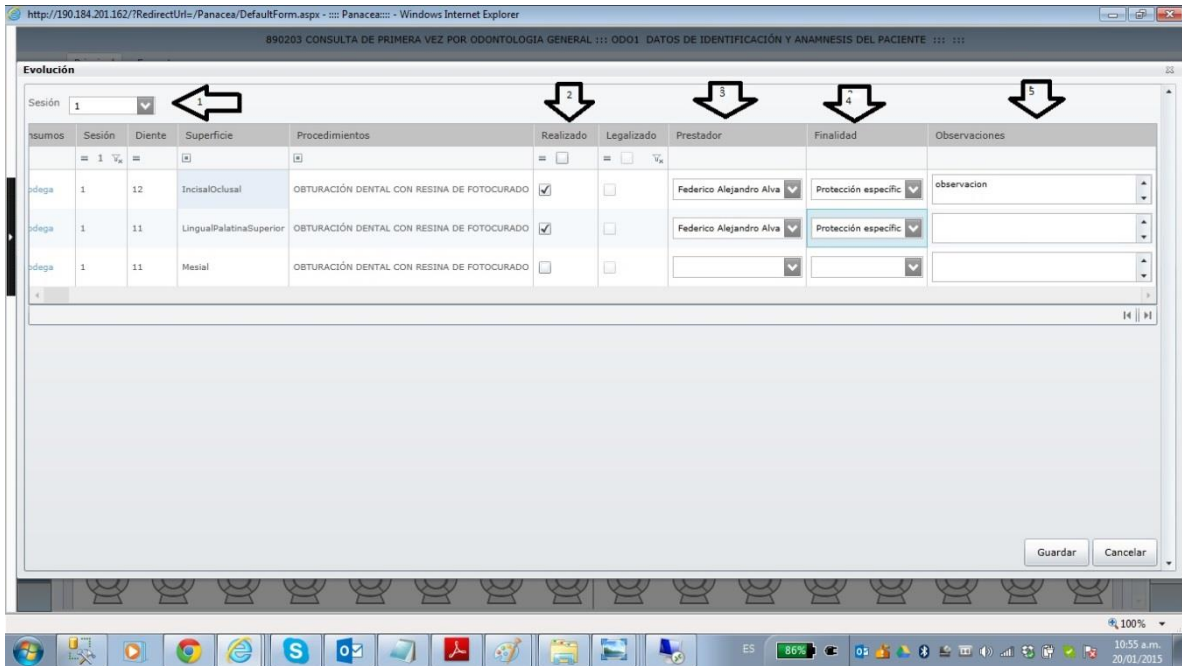 http://190.184.201.162/?RedirectUrl=/Panacea/DefaultForm.aspx - :::: Panacea:::: - Windows Internet Explorer
890203 CONSULTA DE PRIMERA VEZ POR ODONTOLOGIA GENERAL ::: ODO1 DATOS DE IDENTIFICACIÓN Y ANAMNESIS DEL PACIENTE ::: :::
Evolución
Sesión 1 1 2 3 4 5
nsumos Sesión Diente Superficie Procedimientos Realizado Legalizado Prestador Finalidad Observaciones
= 1 = = =
odega 1 12 IncisalOclusal OBTURACIÓN DENTAL CON RESINA DE FOTOCURADO Federico Alejandro Alva Protección específic observacion
odega 1 11 LingualPalatinaSuperior OBTURACIÓN DENTAL CON RESINA DE FOTOCURADO Federico Alejandro Alva Protección específic
odega 1 11 Mesial OBTURACIÓN DENTAL CON RESINA DE FOTOCURADO
Guardar Cancelar
100%
ES 86% 10:55 a.m.
20/01/2015